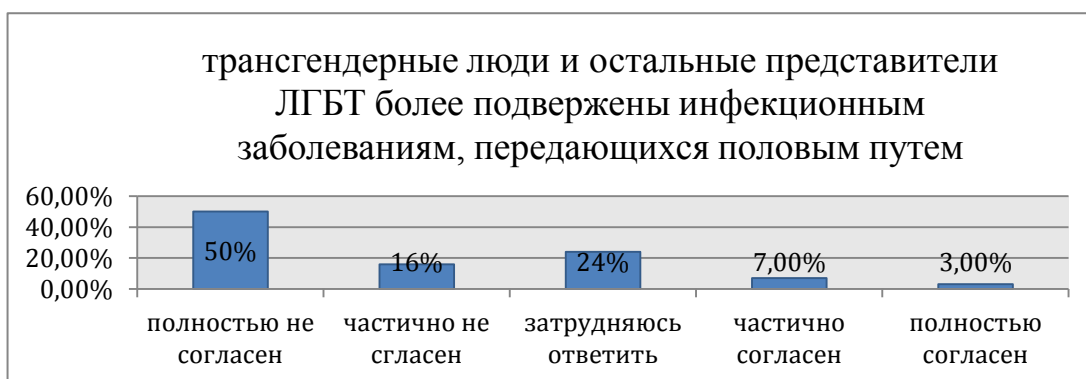 трансгендерные люди и остальные представители
ЛГБТ более подвержены инфекционным
заболеваниям, передающихся половым путем
60,00%
40,00%
20,00%
0,00%
50%
16%
24%
7,00%
3,00%
полностью не
согласен
частично не
сгласен
затрудняюсь
ответить
частично
согласен
полностью
согласен